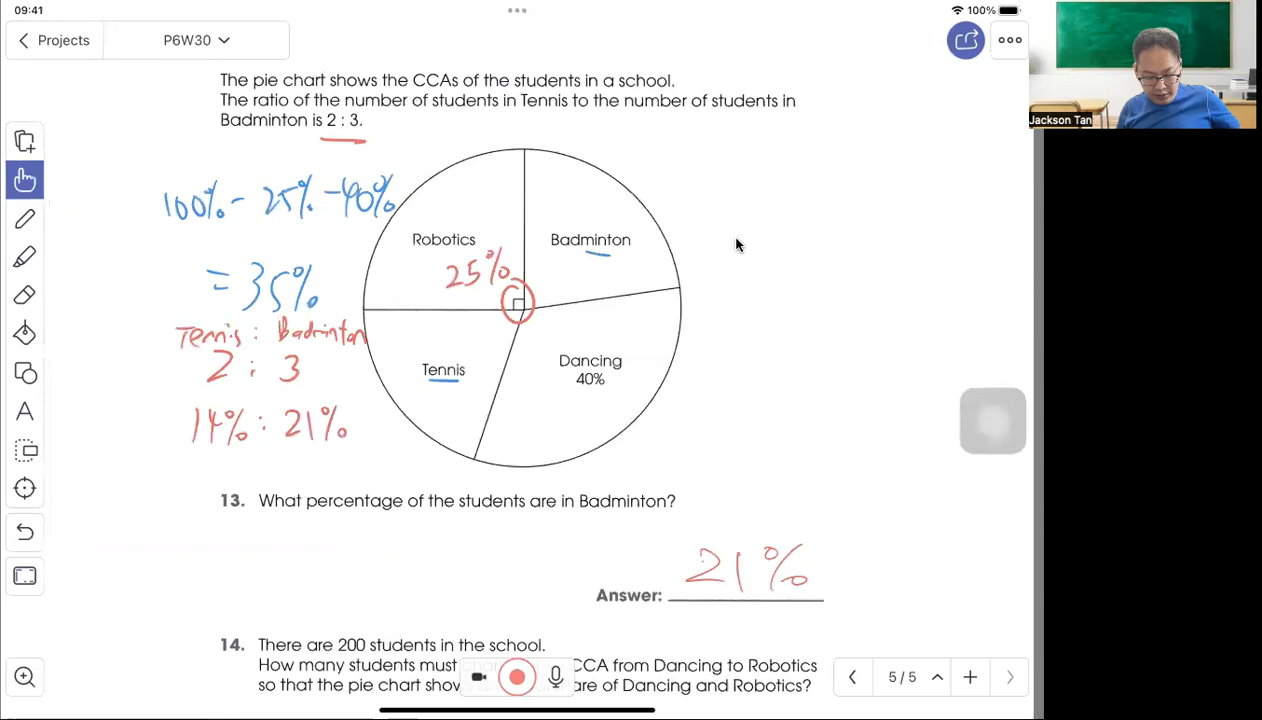 09:41
100%
Projects
P6W30
Jackson Tan
The pie chart shows the CCAs of the students in a school.
The ratio of the number of students in Tennis to the number of students in
Badminton is 2 : 3.
100% - 25% - 40%
= 35%
Tennis : Badminton
2 : 3
14% : 21%
Robotics
25%
Badminton
Tennis
Dancing
40%
13. What percentage of the students are in Badminton?
21%
Answer:
14. There are 200 students in the school.
How many students must CCA from Dancing to Robotics
so that the pie chart of Dancing and Robotics?
5 / 5